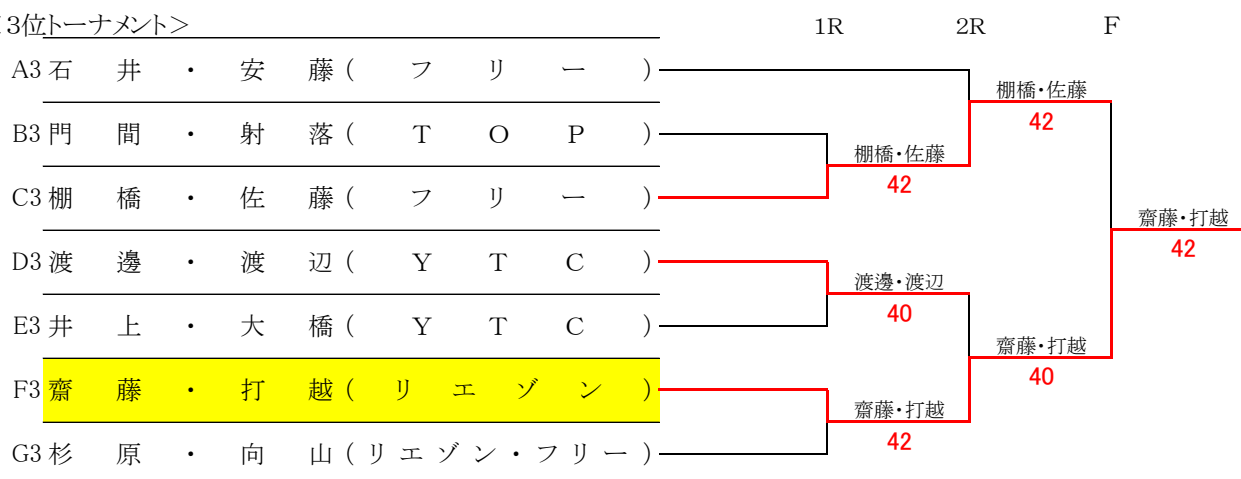 3位トーナメント＞ 1R 2R F
A3 石井・安藤(フリー)
棚橋・佐藤
42
B3 門間・射落(TOP)
棚橋・佐藤
42
C3 棚橋・佐藤(フリー)
齋藤・打越
42
D3 渡邊・渡辺(YTC)
渡邊・渡辺
40
E3 井上・大橋(YTC)
齋藤・打越
40
F3 齋藤・打越(リエゾン)
齋藤・打越
42
G3 杉原・向山(リエゾン・フリー)